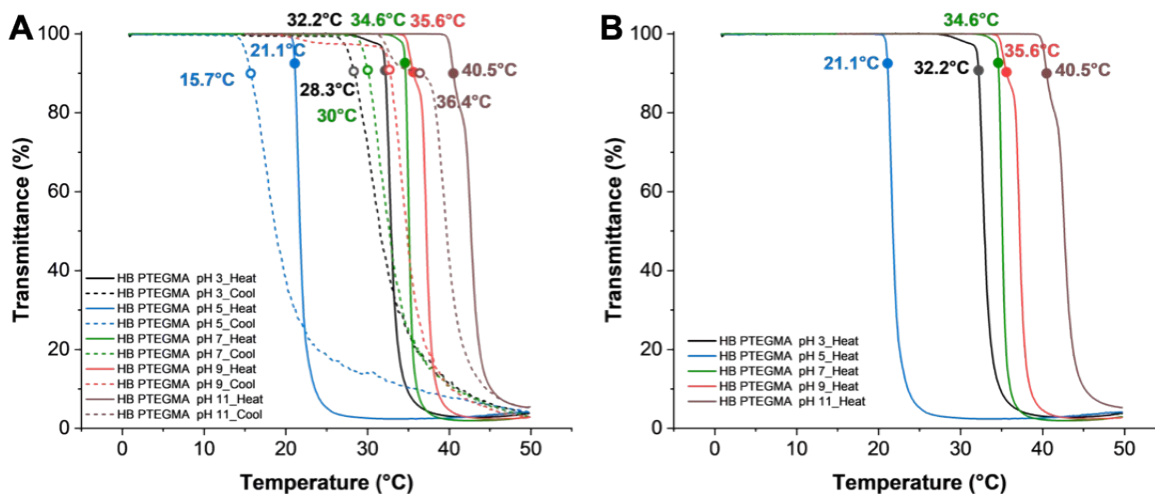 A
32.2°C
34.6°C
35.6°C
100
21.1°C
40.5°C
15.7°C
28.3°C
36.4°C
30°C
80
60
40
20
0
Transmittance (%)
HB PTEGMA pH 3_Heat
HB PTEGMA pH 3_Cool
HB PTEGMA pH 5_Heat
HB PTEGMA pH 5_Cool
HB PTEGMA pH 7_Heat
HB PTEGMA pH 7_Cool
HB PTEGMA pH 9_Heat
HB PTEGMA pH 9_Cool
HB PTEGMA pH 11_Heat
HB PTEGMA pH 11_Cool
0 10 20 30 40 50
Temperature (°C)
B
34.6°C
100
35.6°C
21.1°C
32.2°C
40.5°C
80
60
40
20
0
Transmittance (%)
HB PTEGMA pH 3_Heat
HB PTEGMA pH 5_Heat
HB PTEGMA pH 7_Heat
HB PTEGMA pH 9_Heat
HB PTEGMA pH 11_Heat
0 10 20 30 40 50
Temperature (°C)